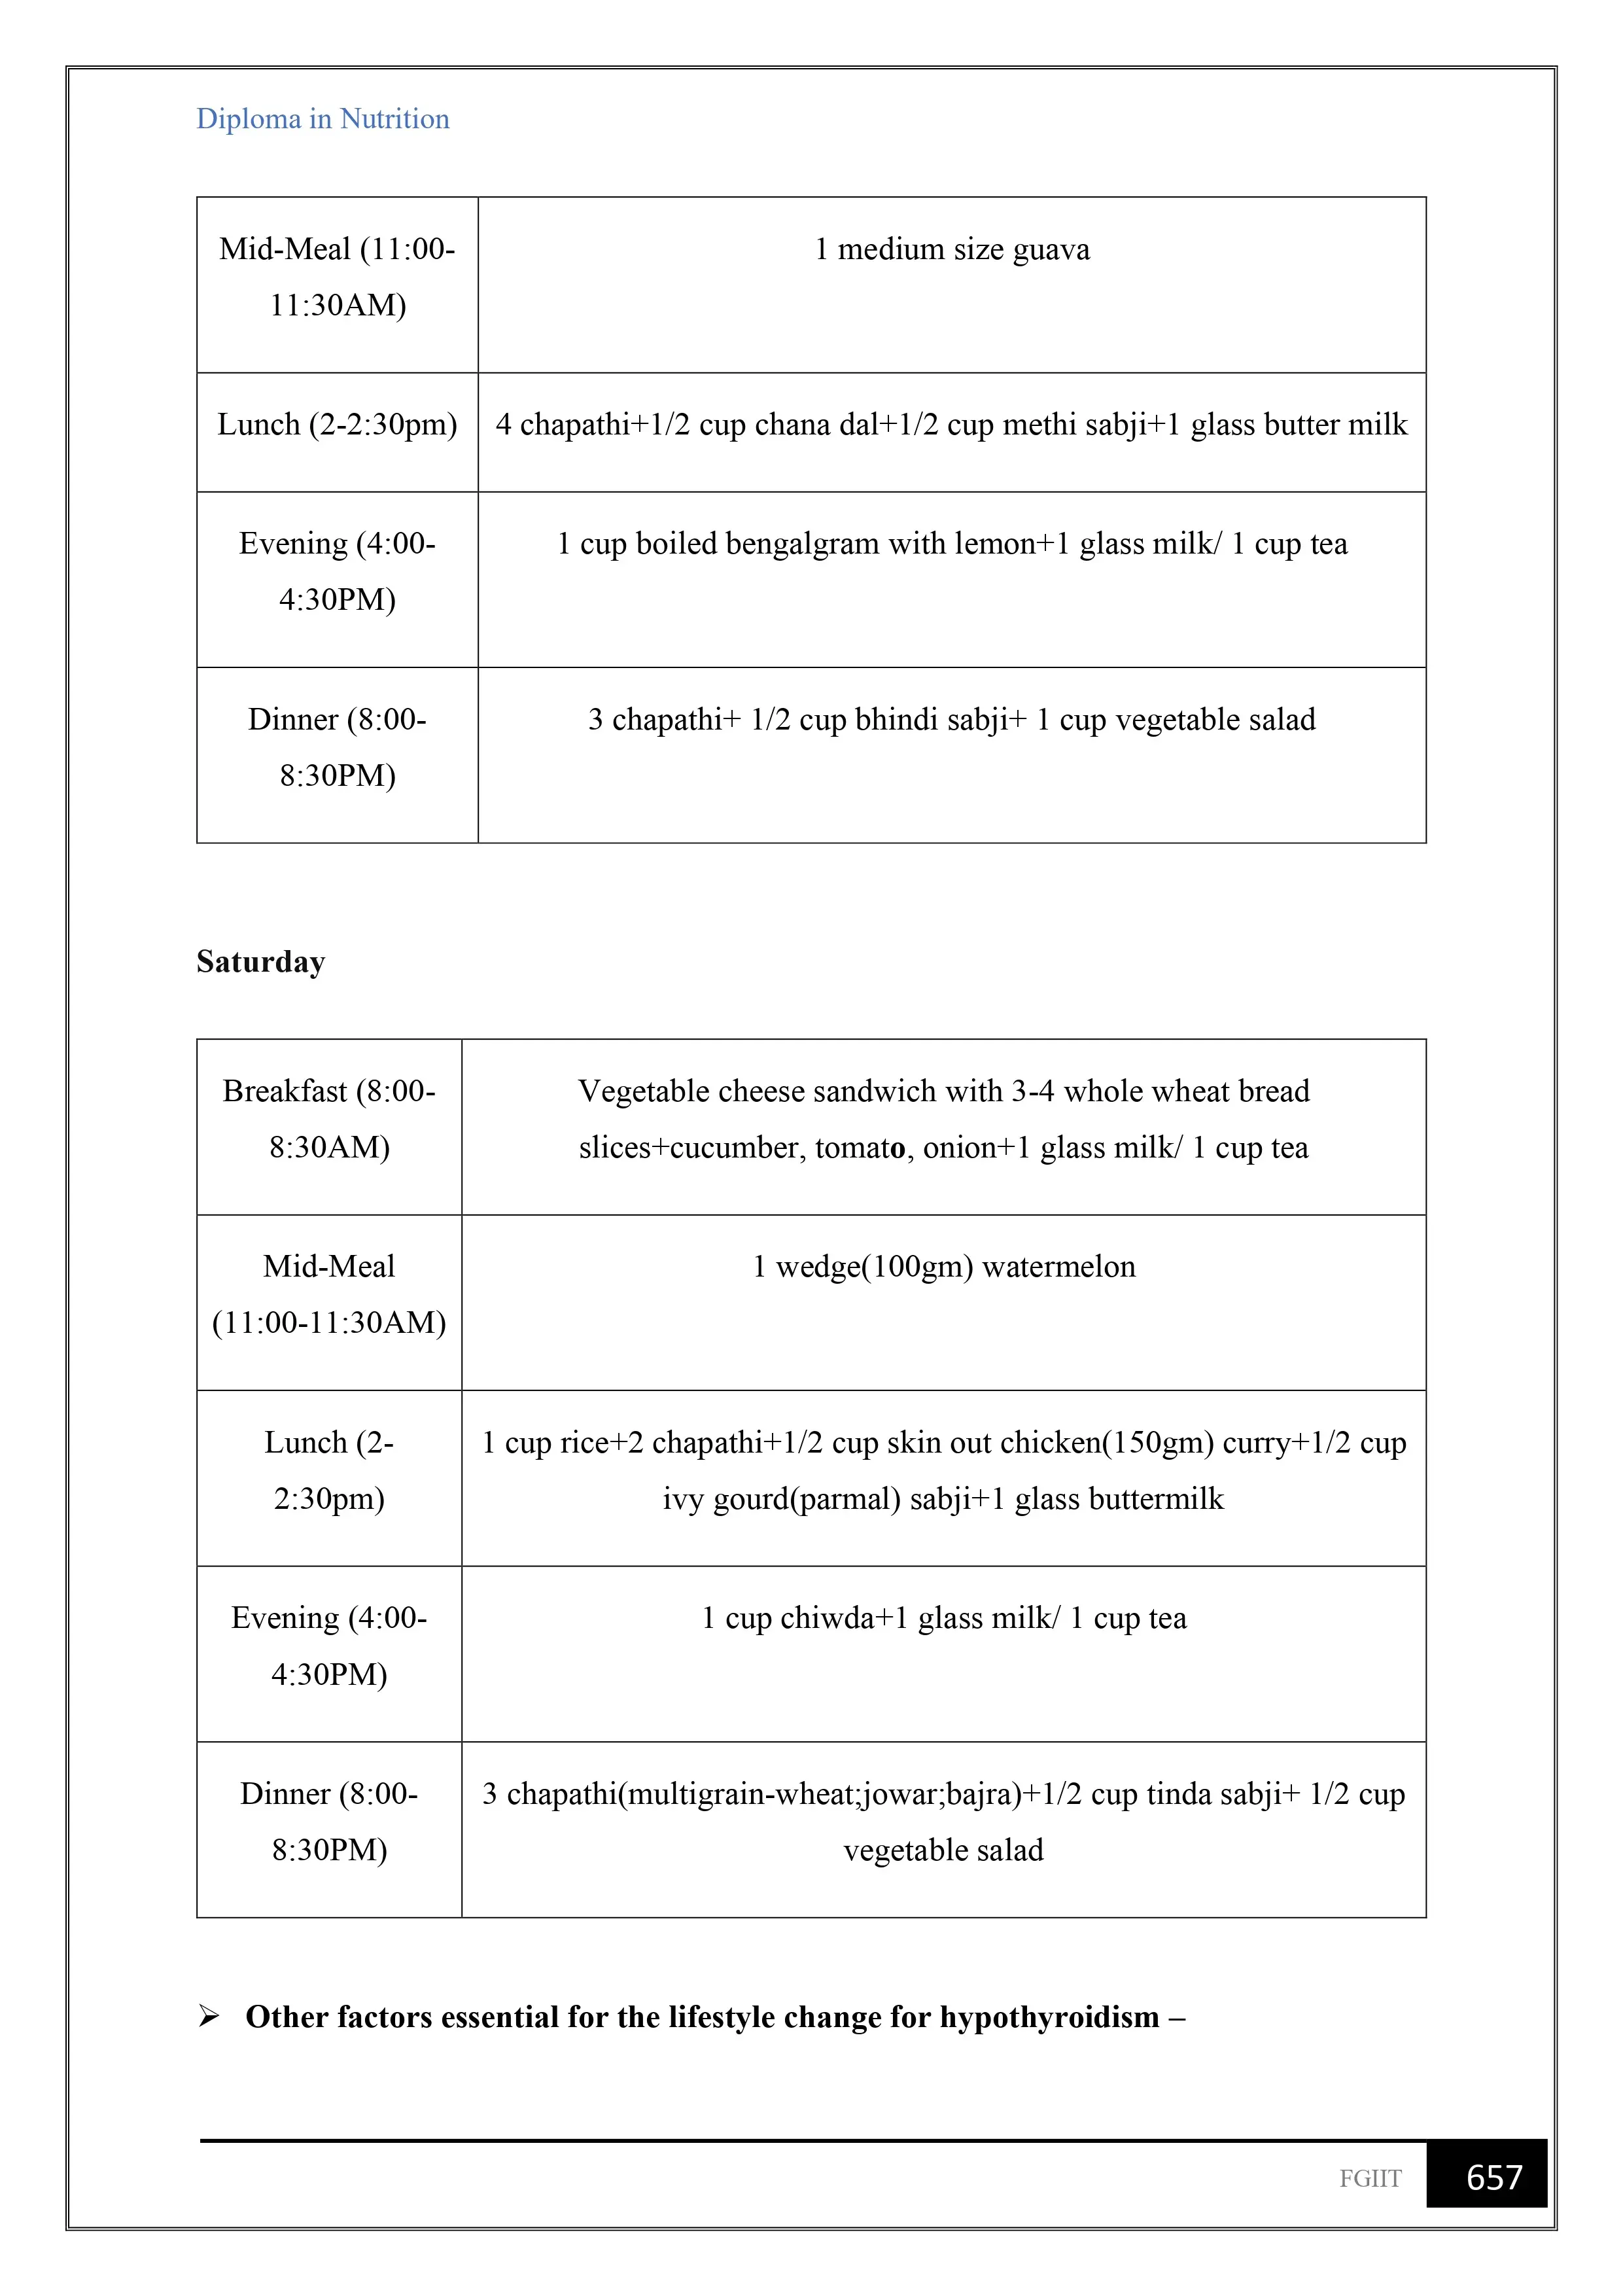 Diploma in Nutrition
Mid-Meal (11:00-
11:30AM)
1 medium size guava
Lunch (2-2:30pm)
4 chapathi+1/2 cup chana dal+1/2 cup methi sabji+1 glass butter milk
Evening (4:00-
4:30PM)
1 cup boiled bengalgram with lemon+1 glass milk/ 1 cup tea
Dinner (8:00-
8:30PM)
3 chapathi+ 1/2 cup bhindi sabji+ 1 cup vegetable salad
Saturday
Breakfast (8:00-
8:30AM)
Vegetable cheese sandwich with 3-4 whole wheat bread
slices+cucumber, tomato, onion+1 glass milk/ 1 cup tea
Mid-Meal
(11:00-11:30AM)
1 wedge(100gm) watermelon
Lunch (2-
2:30pm)
1 cup rice+2 chapathi+1/2 cup skin out chicken(150gm) curry+1/2 cup
ivy gourd(parmal) sabji+1 glass buttermilk
Evening (4:00-
4:30PM)
1 cup chiwda+1 glass milk/ 1 cup tea
Dinner (8:00-
8:30PM)
3 chapathi(multigrain-wheat;jowar;bajra)+1/2 cup tinda sabji+ 1/2 cup
vegetable salad
➢ Other factors essential for the lifestyle change for hypothyroidism –
FGIIT 657